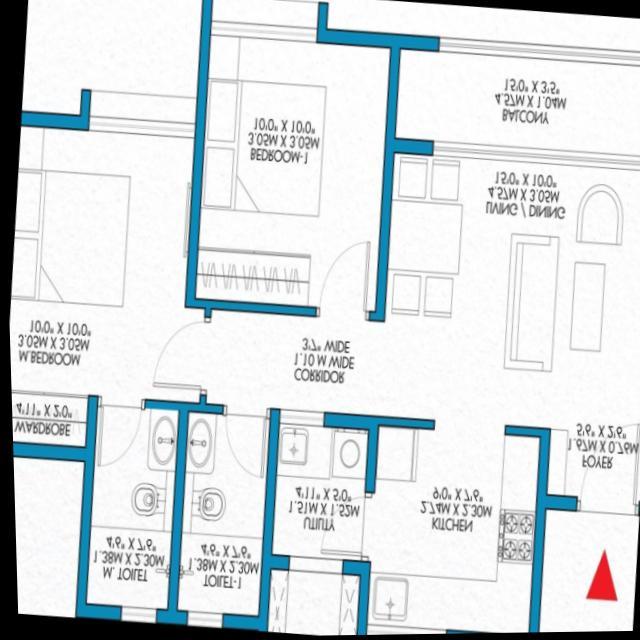 M. TOILET
1.38M X 2.30M
4'6" X 7'6"
TOILET-1
1.38M X 2.30M
4'6" X 7'6"
UTILITY
1.51M X 1.52M
4'11" X 5'0"
KITCHEN
2.74M X 2.30M
9'0" X 7'6"
FOYER
1.67M X 0.76M
5'6" X 2'6"
WARDROBE
4'11" X 2'0"
M.BEDROOM
3.05M X 3.05M
10'0" X 10'0"
CORRIDOR
1.10 M WIDE
3'7" WIDE
LIVING / DINING
4.57M X 3.05M
15'0" X 10'0"
BEDROOM-1
3.05M X 3.05M
10'0" X 10'0"
BALCONY
4.57M X 1.04M
15'0" X 3'5"